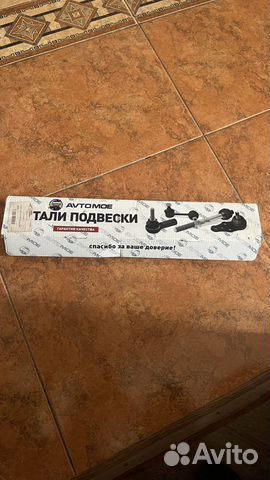 AVTOMOE
ТАЛИ ПОДВЕСКИ
ГАРАНТИЯ КАЧЕСТВА
спасибо за ваше доверие!
Avito